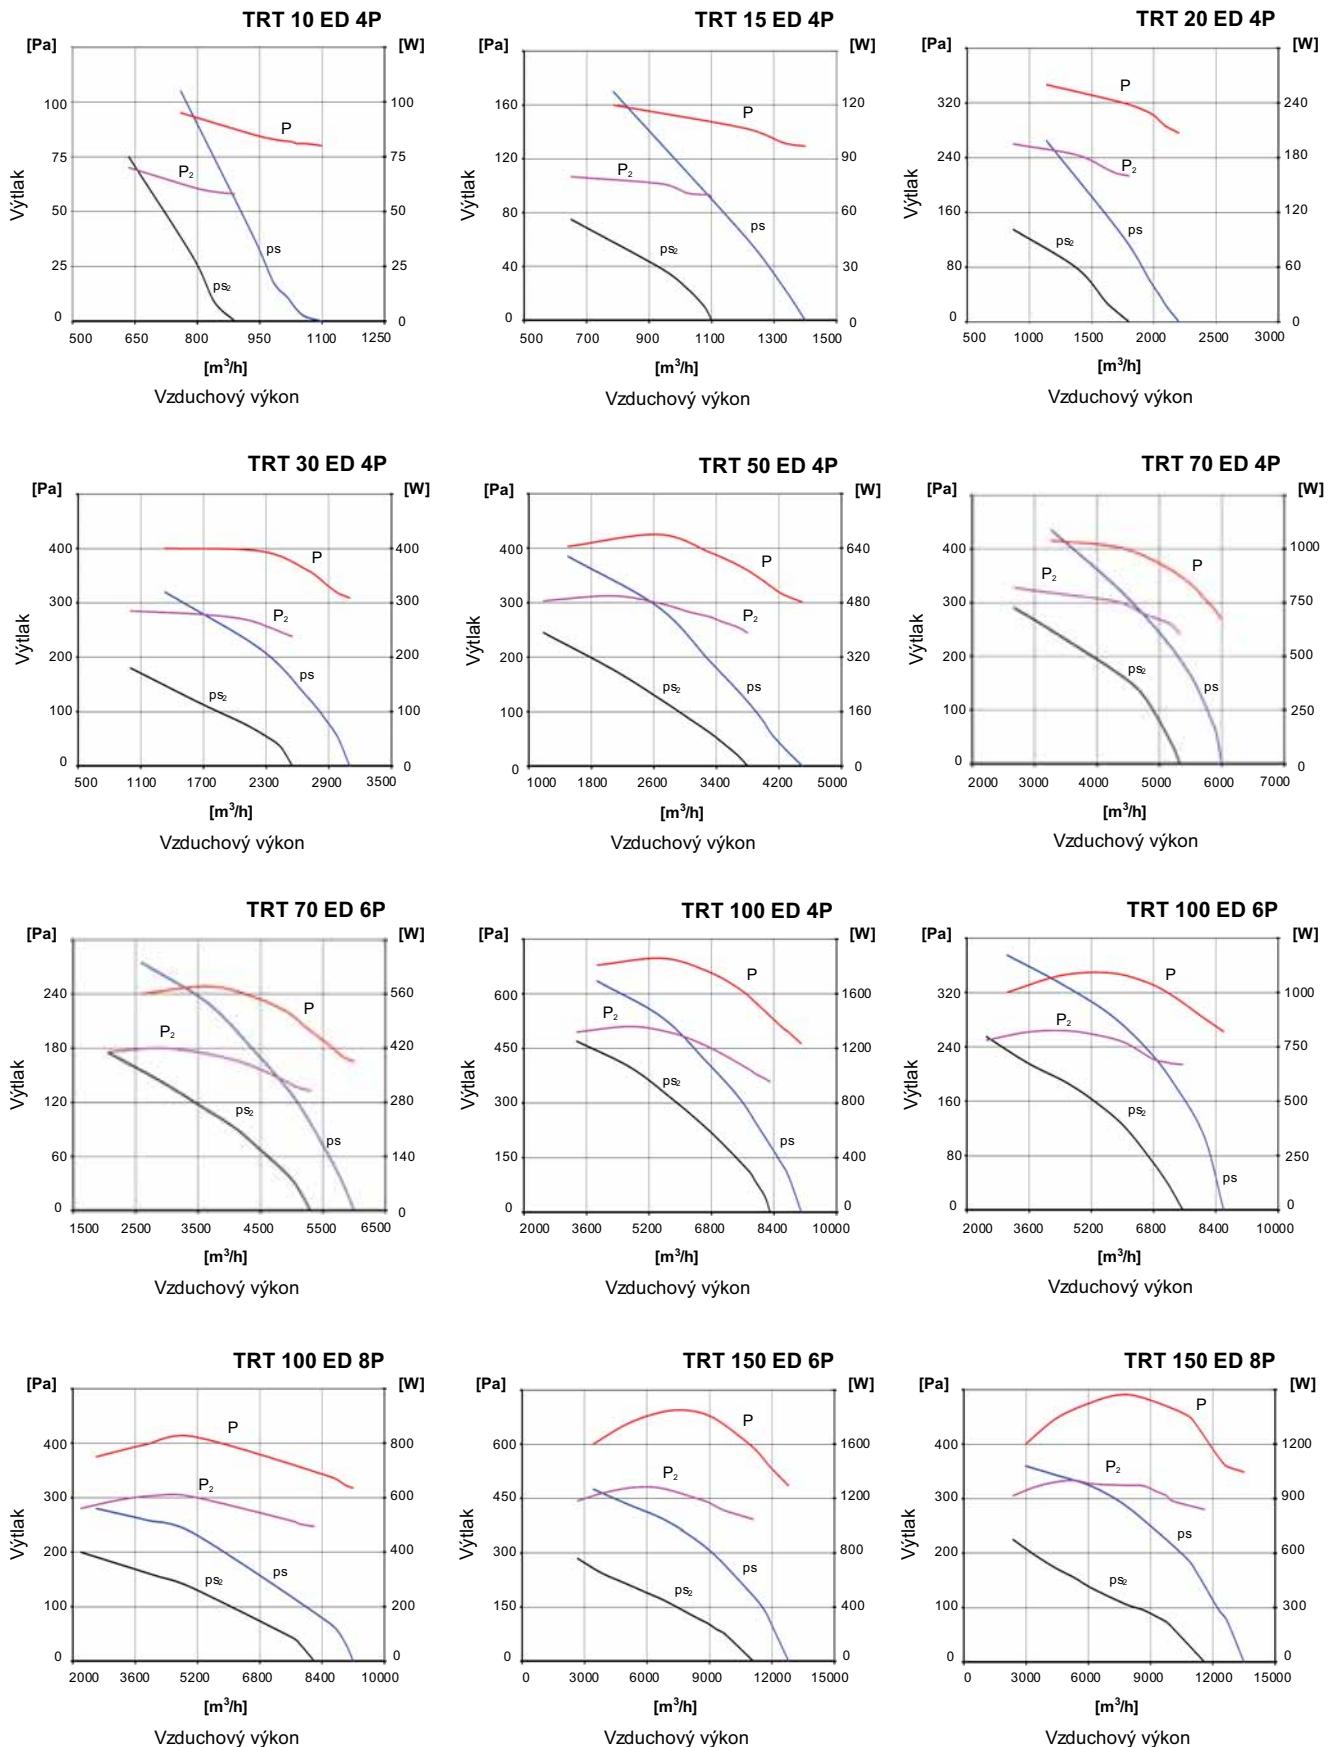 TRT 10 ED 4P
[Pa]
[W]
100
75
50
25
0
100
75
50
25
0
P
P2
ps
ps2
Výtlak
500 650 800 950 1100 1250
[m³/h]
Vzduchový výkon
TRT 15 ED 4P
[Pa]
[W]
160
120
80
40
0
120
90
60
30
0
P
P2
ps
ps2
Výtlak
500 700 900 1100 1300 1500
[m³/h]
Vzduchový výkon
TRT 20 ED 4P
[Pa]
[W]
320
240
160
80
0
240
180
120
60
0
P
P2
ps
ps2
Výtlak
500 1000 1500 2000 2500 3000
[m³/h]
Vzduchový výkon
TRT 30 ED 4P
[Pa]
[W]
400
300
200
100
0
400
300
200
100
0
P
P2
ps
ps2
Výtlak
500 1100 1700 2300 2900 3500
[m³/h]
Vzduchový výkon
TRT 50 ED 4P
[Pa]
[W]
400
300
200
100
0
640
480
320
160
0
P
P2
ps
ps2
Výtlak
1000 1800 2600 3400 4200 5000
[m³/h]
Vzduchový výkon
TRT 70 ED 4P
[Pa]
[W]
400
300
200
100
0
1000
750
500
250
0
P
P2
ps
ps2
Výtlak
2000 3000 4000 5000 6000 7000
[m³/h]
Vzduchový výkon
TRT 70 ED 6P
[Pa]
[W]
240
180
120
60
0
560
420
280
140
0
P
P2
ps
ps2
Výtlak
1500 2500 3500 4500 5500 6500
[m³/h]
Vzduchový výkon
TRT 100 ED 4P
[Pa]
[W]
600
450
300
150
0
1600
1200
800
400
0
P
P2
ps
ps2
Výtlak
2000 3600 5200 6800 8400 10000
[m³/h]
Vzduchový výkon
TRT 100 ED 6P
[Pa]
[W]
320
240
160
80
0
1000
750
500
250
0
P
P2
ps
ps2
Výtlak
2000 3600 5200 6800 8400 10000
[m³/h]
Vzduchový výkon
TRT 100 ED 8P
[Pa]
[W]
400
300
200
100
0
800
600
400
200
0
P
P2
ps
ps2
Výtlak
2000 3600 5200 6800 8400 10000
[m³/h]
Vzduchový výkon
TRT 150 ED 6P
[Pa]
[W]
600
450
300
150
0
1600
1200
800
400
0
P
P2
ps
ps2
Výtlak
0 3000 6000 9000 12000 15000
[m³/h]
Vzduchový výkon
TRT 150 ED 8P
[Pa]
[W]
400
300
200
100
0
1200
900
600
300
0
P
P2
ps
ps2
Výtlak
0 3000 6000 9000 12000 15000
[m³/h]
Vzduchový výkon